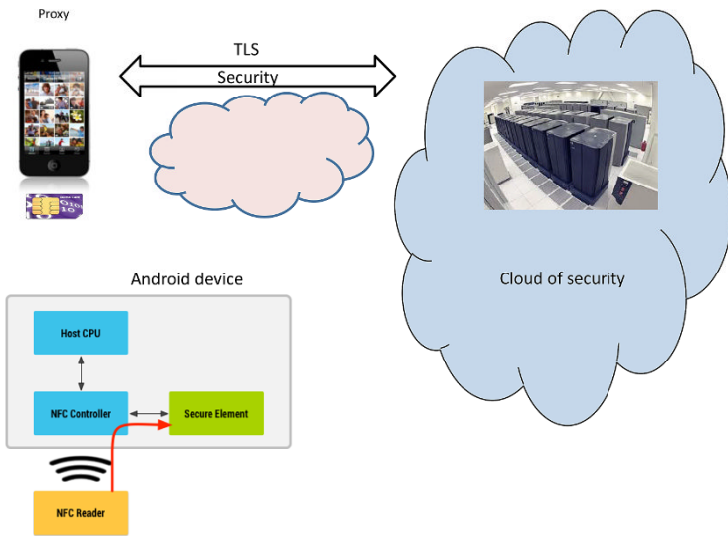 Proxy
TLS
Security
Cloud of security
Android device
Host CPU
NFC Controller
Secure Element
NFC Reader